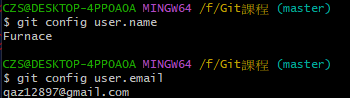 CZS@DESKTOP-4PPOAOA MINGW64 /f/Git課程 (master)
$ git config user.name
Furnace
CZS@DESKTOP-4PPOAOA MINGW64 /f/Git課程 (master)
$ git config user.email
qaz12897@gmail.com